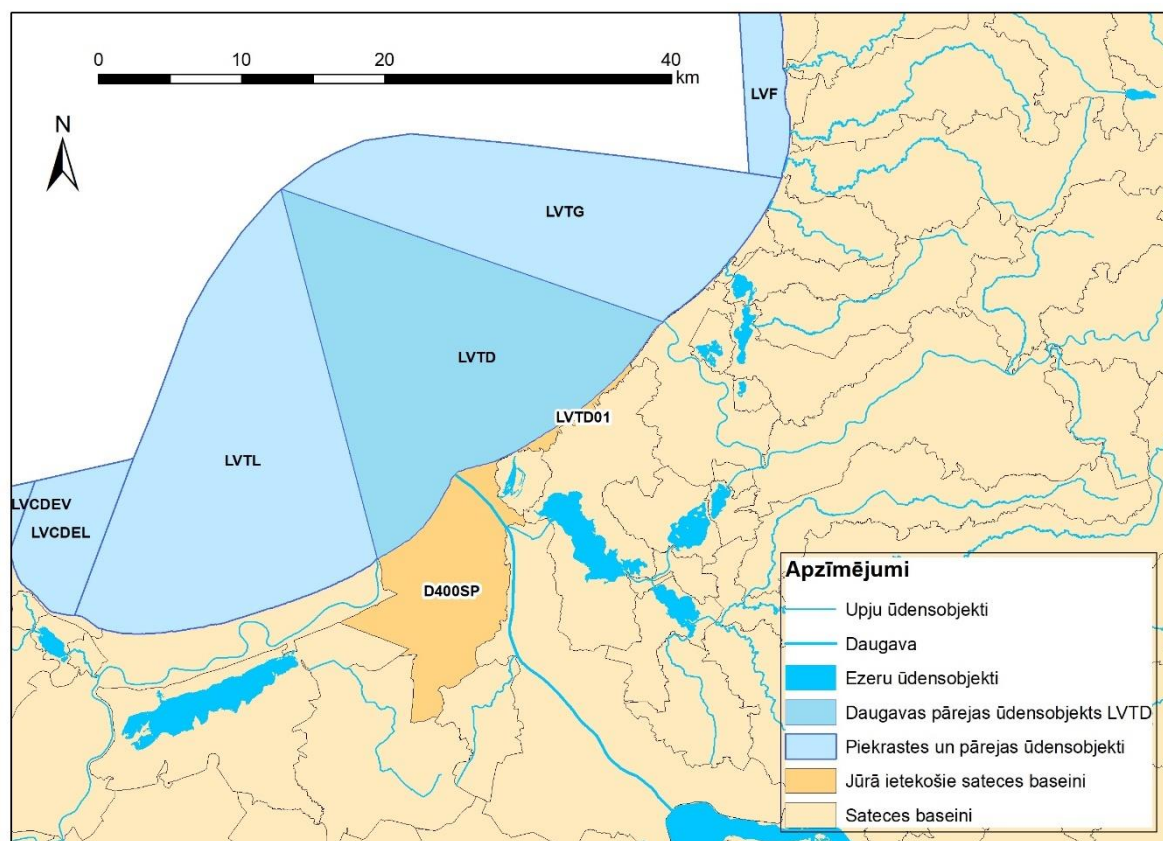 0 10 20 40
km
N
LVF
LVTG
LVTD
LVTD01
LVTL
LVCDEV
LVCDEL
D400SP
Apzīmējumi
Upju ūdensobjekti
Daugava
Ezeru ūdensobjekti
Daugavas pārejas ūdensobjekts LVTD
Piekrastes un pārejas ūdensobjekti
Jūrā ietekošie sateces baseini
Sateces baseini